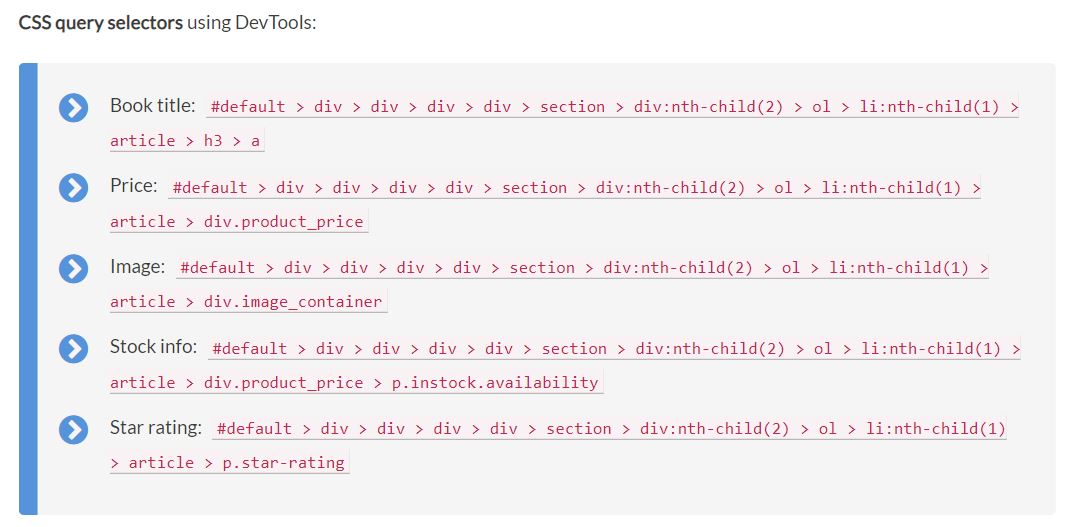 CSS query selectors using DevTools:
Book title: #default > div > div > div > div > section > div:nth-child(2) > ol > li:nth-child(1) >
article > h3 > a
Price: #default > div > div > div > div > section > div:nth-child(2) > ol > li:nth-child(1) >
article > div.product_price
Image: #default > div > div > div > div > section > div:nth-child(2) > ol > li:nth-child(1) >
article > div.image_container
Stock info: #default > div > div > div > div > section > div:nth-child(2) > ol > li:nth-child(1) >
article > div.product_price > p.instock.availability
Star rating: #default > div > div > div > div > section > div:nth-child(2) > ol > li:nth-child(1)
> article > p.star-rating